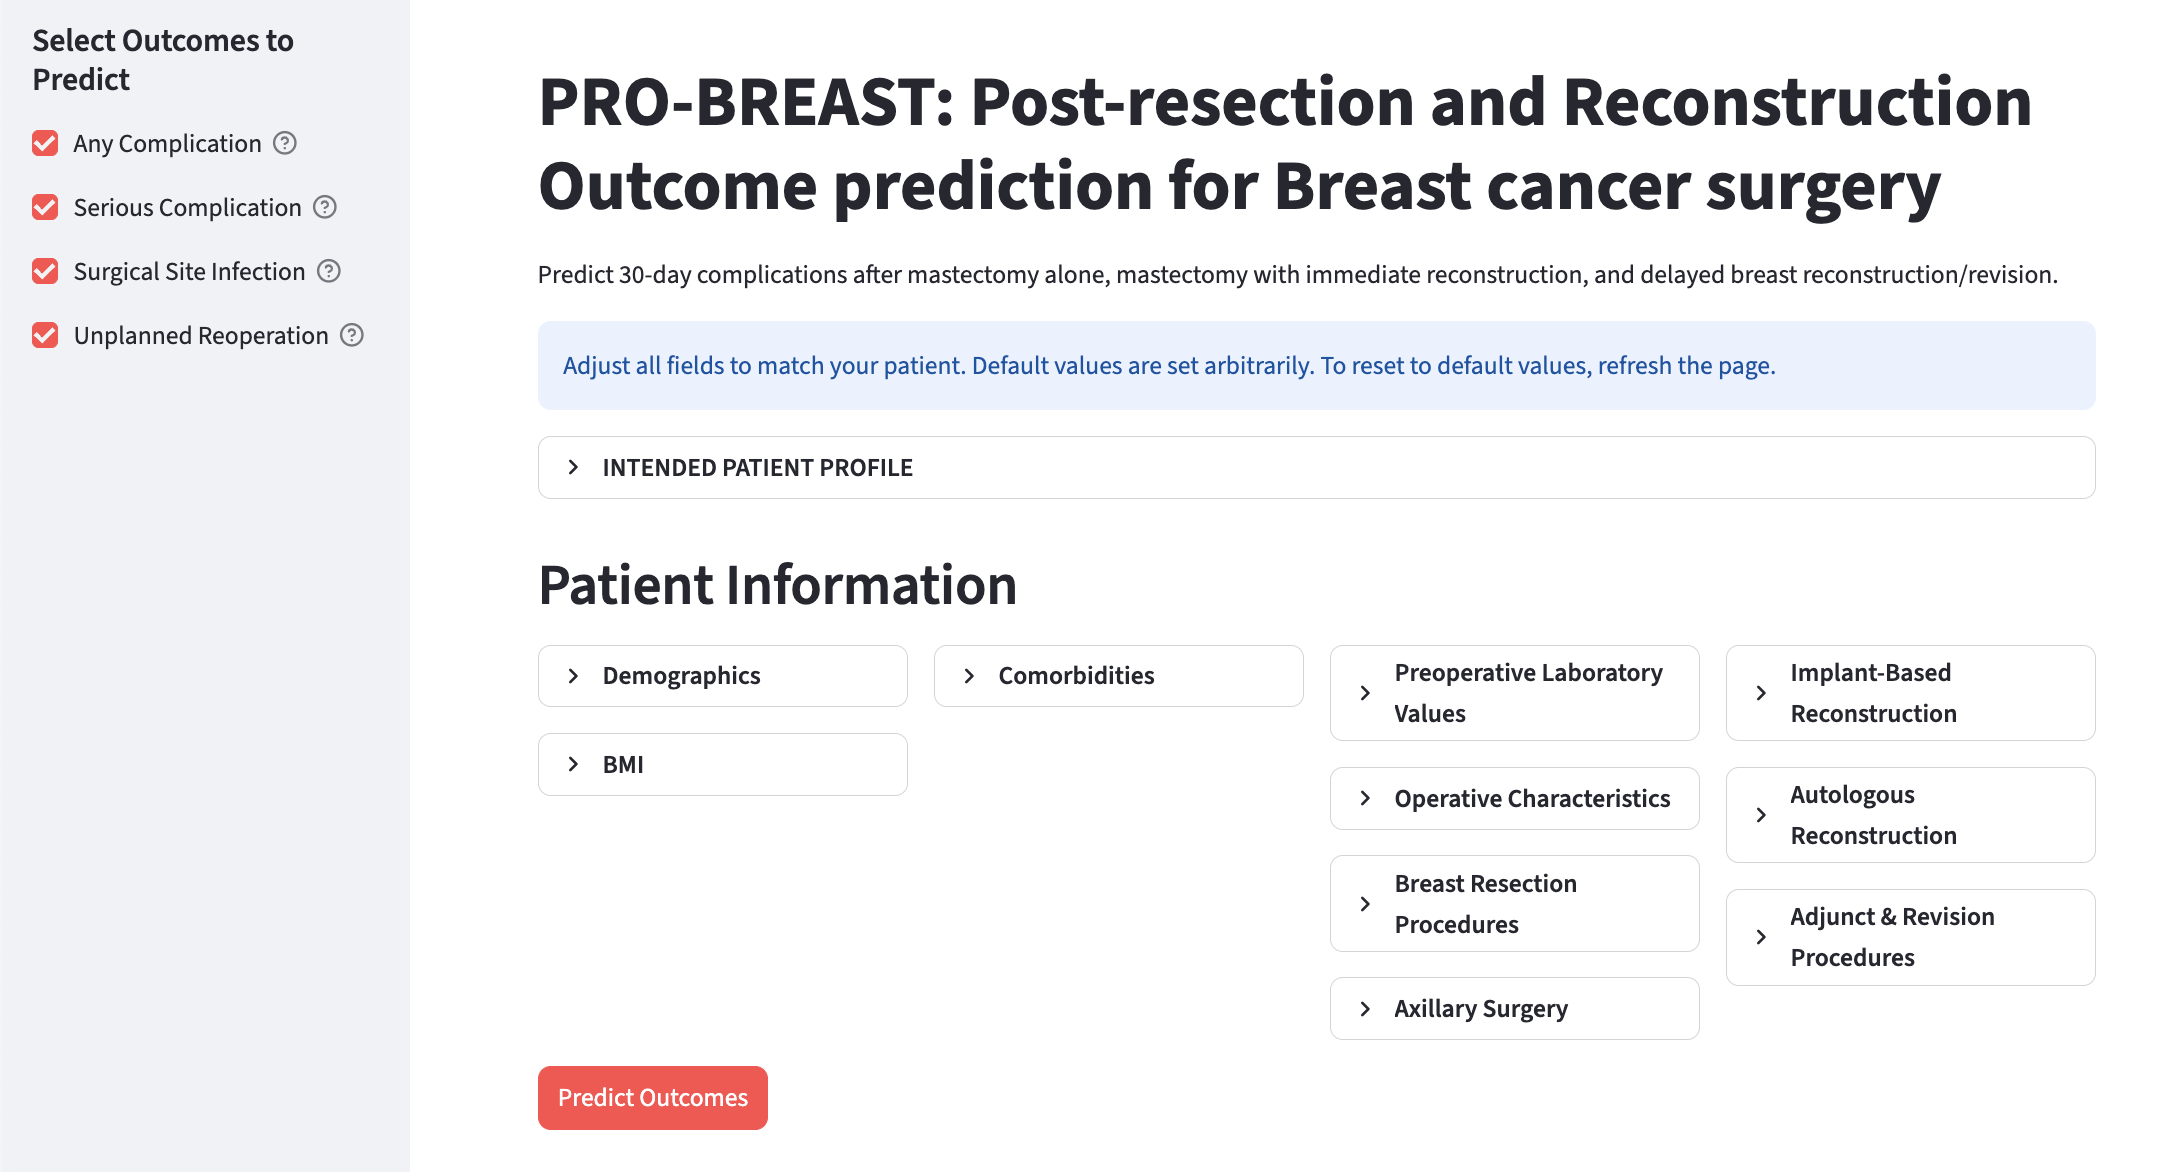 Select Outcomes to
Predict
Any Complication
Serious Complication
Surgical Site Infection
Unplanned Reoperation
PRO-BREAST: Post-resection and Reconstruction
Outcome prediction for Breast cancer surgery
Predict 30-day complications after mastectomy alone, mastectomy with immediate reconstruction, and delayed breast reconstruction/revision.
Adjust all fields to match your patient. Default values are set arbitrarily. To reset to default values, refresh the page.
INTENDED PATIENT PROFILE
Patient Information
Demographics
BMI
Comorbidities
Preoperative Laboratory
Values
Operative Characteristics
Breast Resection
Procedures
Axillary Surgery
Implant-Based
Reconstruction
Autologous
Reconstruction
Adjunct & Revision
Procedures
Predict Outcomes